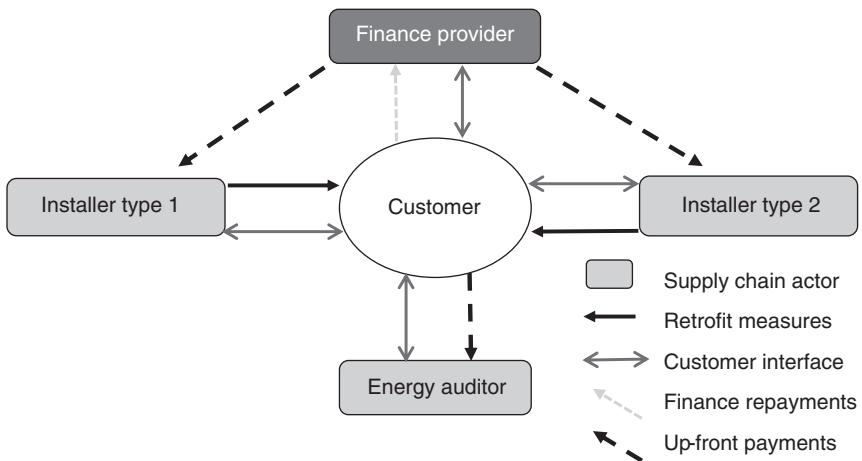 Finance provider
Installer type 1
Customer
Installer type 2
Energy auditor
Supply chain actor
Retrofit measures
Customer interface
Finance repayments
Up-front payments